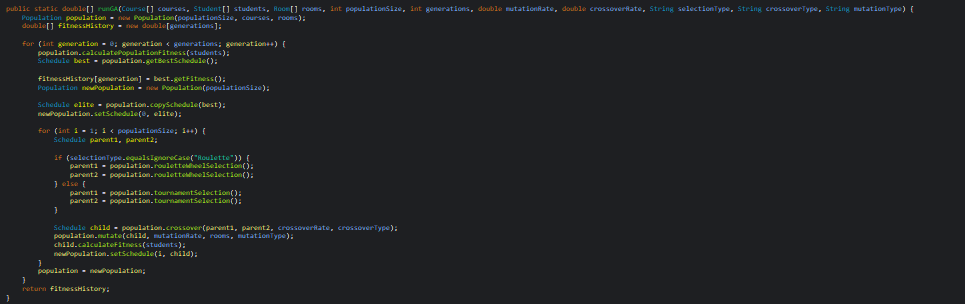 public static double[] runGA(Course[] courses, Student[] students, Room[] rooms, int populationSize, int generations, double mutationRate, double crossoverRate, String selectionType, String crossoverType, String mutationType) {
    Population population = new Population(populationSize, courses, rooms);
    double[] fitnessHistory = new double[generations];

    for (int generation = 0; generation < generations; generation++) {
        population.calculatePopulationFitness(students);
        Schedule best = population.getBestSchedule();

        fitnessHistory[generation] = best.getFitness();
        Population newPopulation = new Population(populationSize);

        Schedule elite = population.copySchedule(best);
        newPopulation.setSchedule(0, elite);

        for (int i = 1; i < populationSize; i++) {
            Schedule parent1, parent2;

            if (selectionType.equalsIgnoreCase("Roulette")) {
                parent1 = population.rouletteWheelSelection();
                parent2 = population.rouletteWheelSelection();
            } else {
                parent1 = population.tournamentSelection();
                parent2 = population.tournamentSelection();
            }

            Schedule child = population.crossover(parent1, parent2, crossoverRate, crossoverType);
            population.mutate(child, mutationRate, rooms, mutationType);
            child.calculateFitness(students);
            newPopulation.setSchedule(i, child);
        }
        population = newPopulation;
    }
    return fitnessHistory;
}